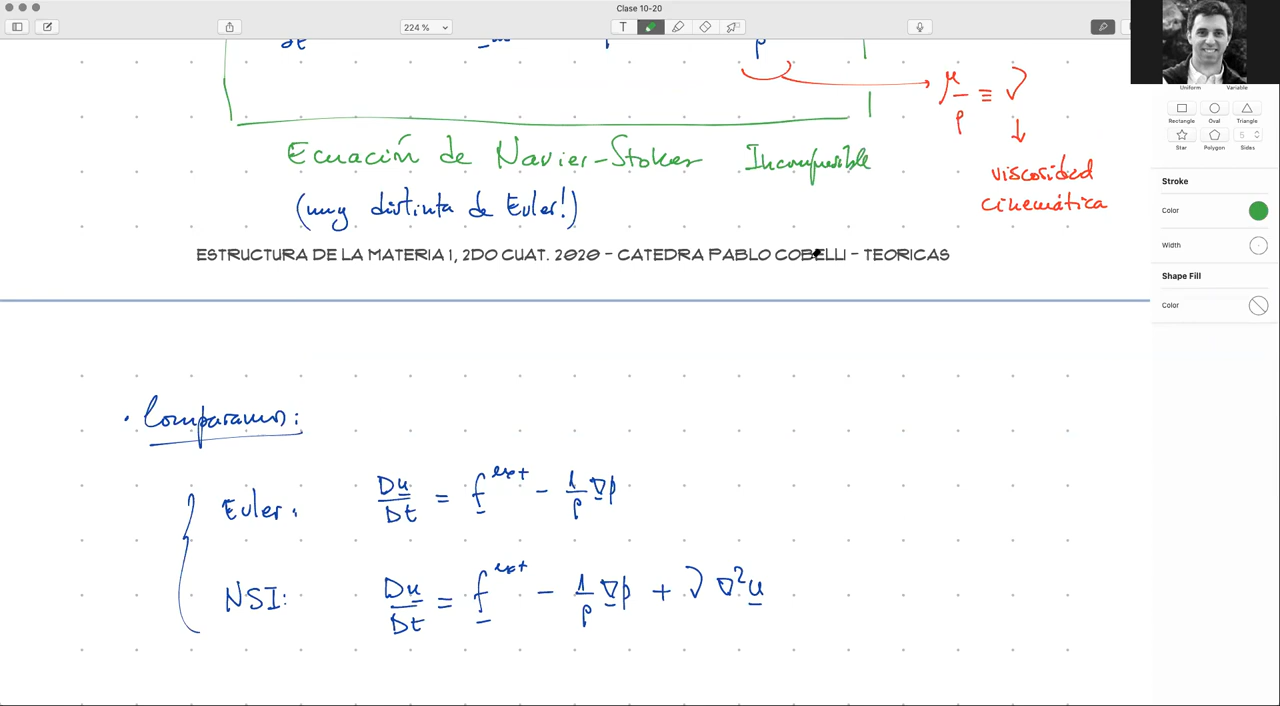 Clase 10-20
224 %
T
Uniform Variable
Rectangle Oval Triangle
5
Star Polygon Sides
Stroke
Color
Width
Shape Fill
Color
μ/ρ ≡ ν
viscosidad
cinemática
Ecuación de Navier-Stokes Incompresible
(muy distinta de Euler!)
ESTRUCTURA DE LA MATERIA 1, 2DO CUAT. 2020 - CATEDRA PABLO COBELLI - TEORICAS
· Comparamos:
Euler: Du/Dt = f^ext - 1/ρ ∇p
NSI: Du/Dt = f^ext - 1/ρ ∇p + ν ∇²u